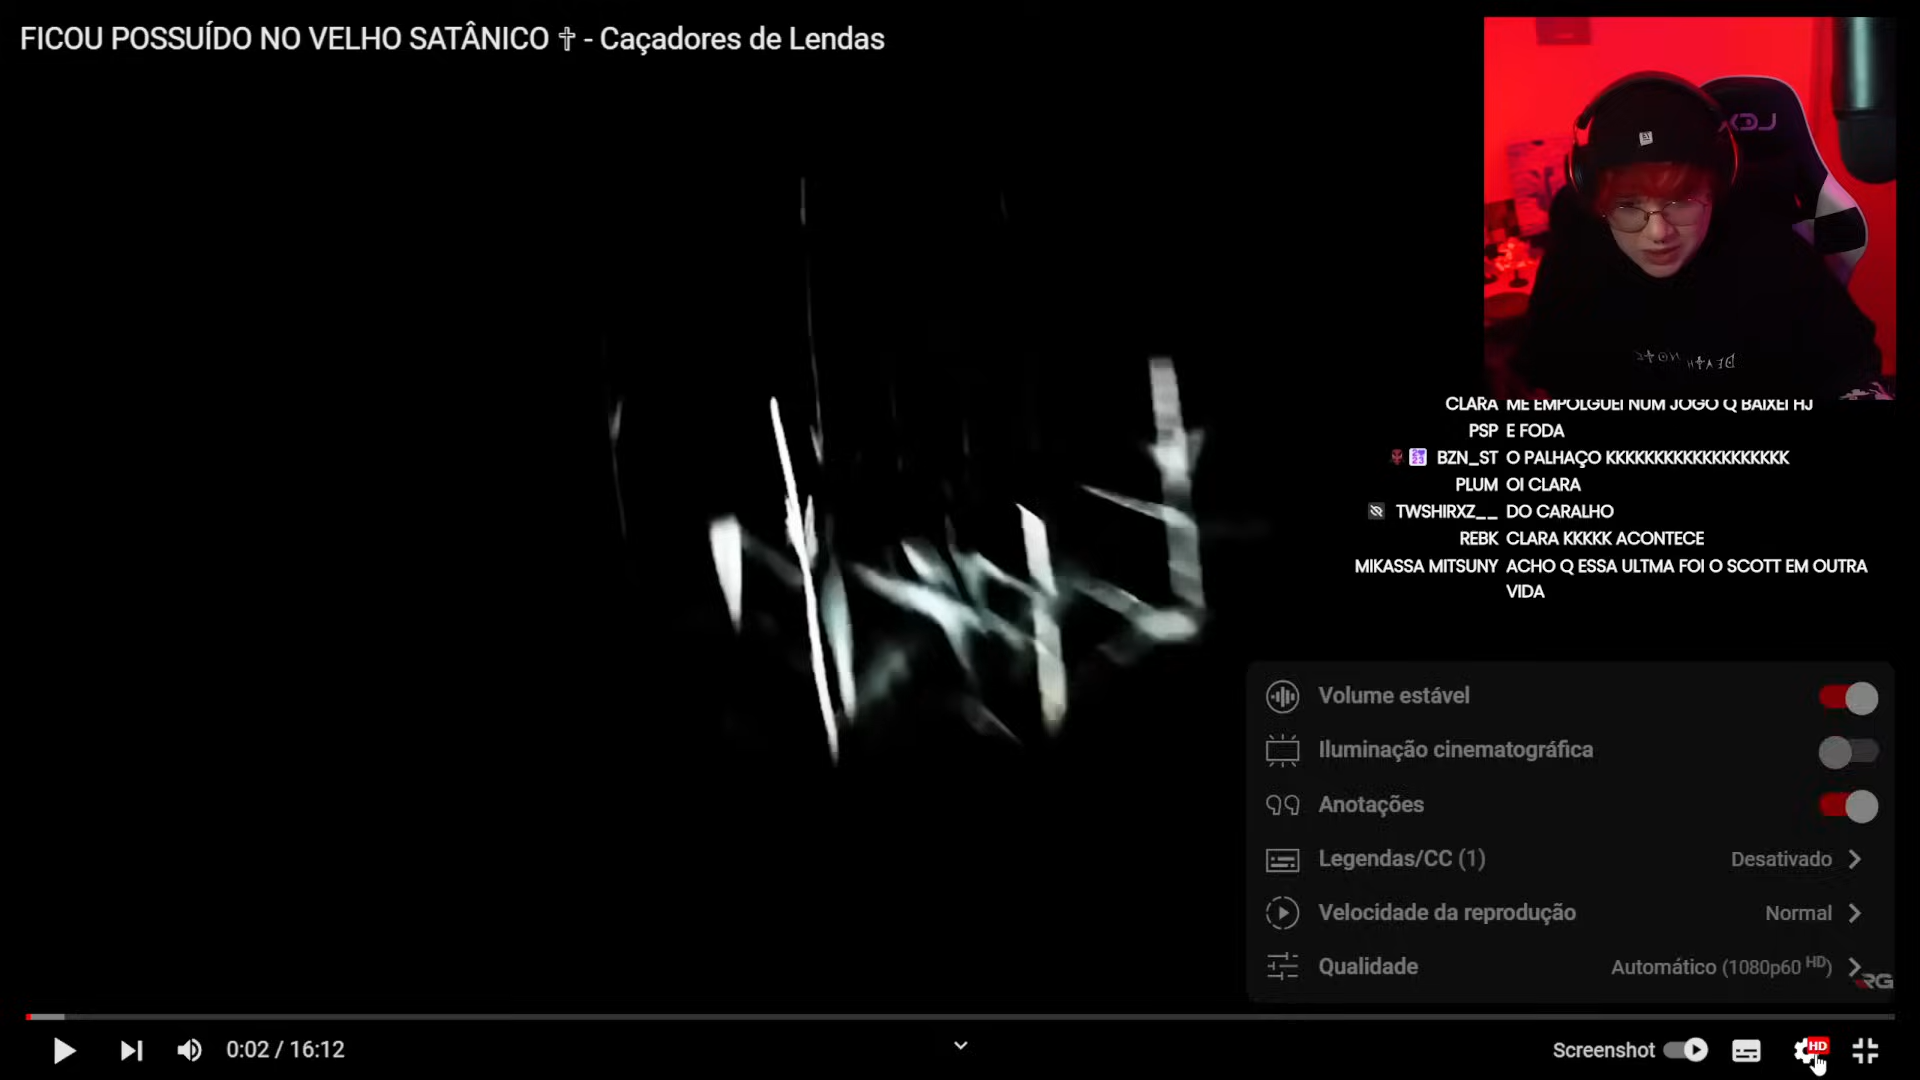 FICOU POSSUÍDO NO VELHO SATÂNICO ✝ - Caçadores de Lendas
CLARA ME EMPOLGUEI NUM JOGO Q BAIXEI HJ
PSP E FODA
BZN_ST O PALHAÇO KKKKKKKKKKKKKKKKKKK
PLUM OI CLARA
TWSHIRXZ__ DO CARALHO
REBK CLARA KKKKK ACONTECE
MIKASSA MITSUNY ACHO Q ESSA ULTMA FOI O SCOTT EM OUTRA
VIDA
Volume estável
Iluminação cinematográfica
Anotações
Legendas/CC (1) Desativado
Velocidade da reprodução Normal
Qualidade Automático (1080p60 HD)
RG
0:02 / 16:12
Screenshot
HD